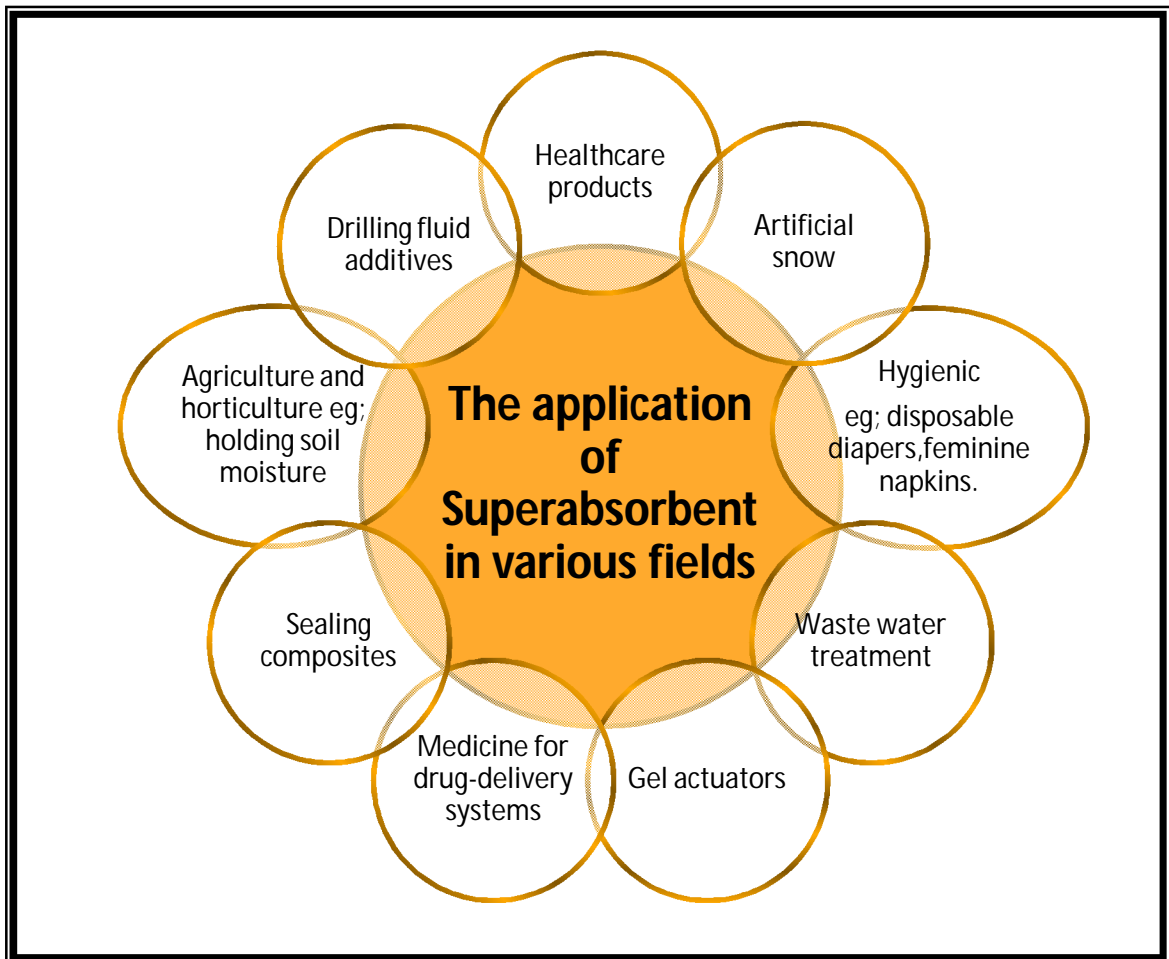 The application
of
Superabsorbent
in various fields
Healthcare
products
Artificial
snow
Hygienic
eg; disposable
diapers,feminine
napkins.
Waste water
treatment
Gel actuators
Medicine for
drug-delivery
systems
Sealing
composites
Agriculture and
horticulture eg;
holding soil
moisture
Drilling fluid
additives